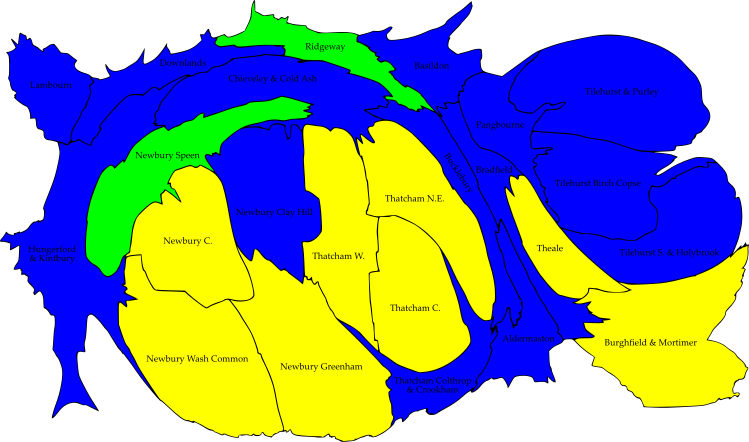 Ridgeway
Downlands
Basildon
Lambourn
Chieveley & Cold Ash
Tilehurst & Purley
Pangbourne
Newbury Speen
Bucklebury
Bradfield
Tilehurst Birch Copse
Thatcham N.E.
Newbury Clay Hill
Newbury C.
Hungerford
& Kintbury
Thatcham W.
Theale
Tilehurst S. & Holybrook
Thatcham C.
Aldermaston
Burghfield & Mortimer
Newbury Wash Common
Newbury Greenham
Thatcham Colthrop
& Crookham